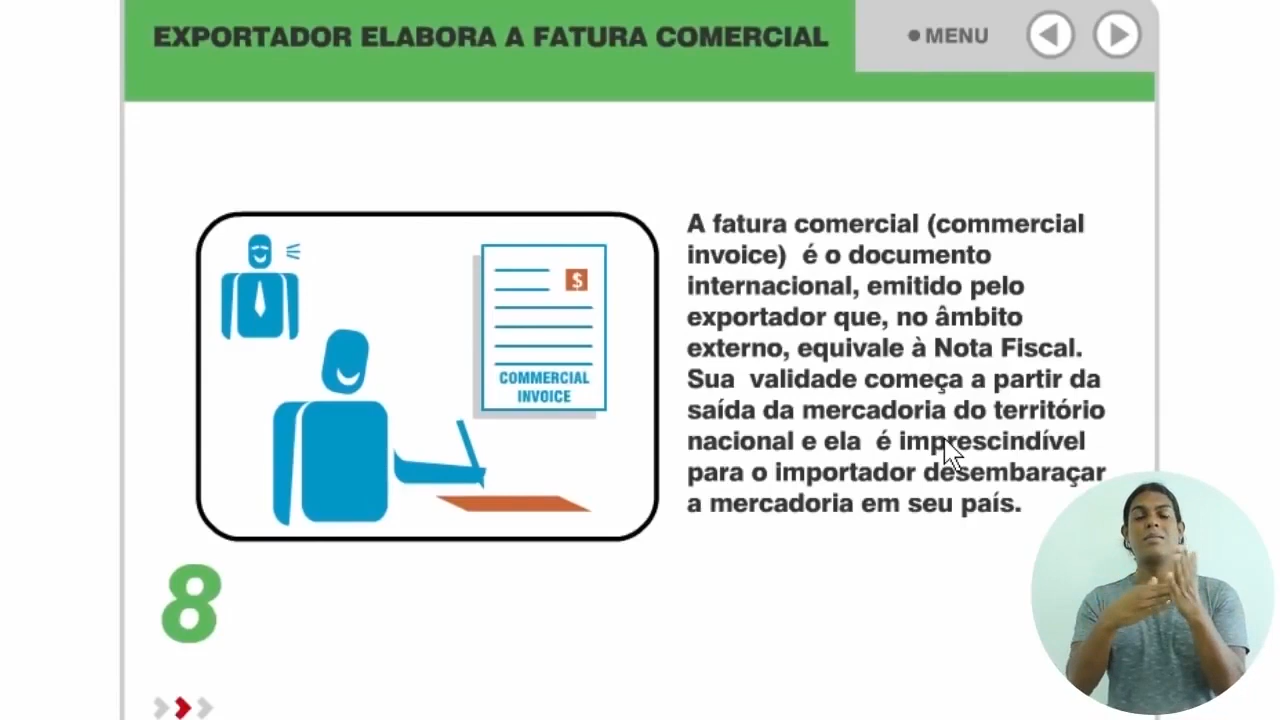 EXPORTADOR ELABORA A FATURA COMERCIAL
MENU
A fatura comercial (commercial
invoice) é o documento
internacional, emitido pelo
exportador que, no âmbito
externo, equivale à Nota Fiscal.
Sua validade começa a partir da
saída da mercadoria do território
nacional e ela é imprescindível
para o importador desembaraçar
a mercadoria em seu país.
$
COMMERCIAL
INVOICE
8